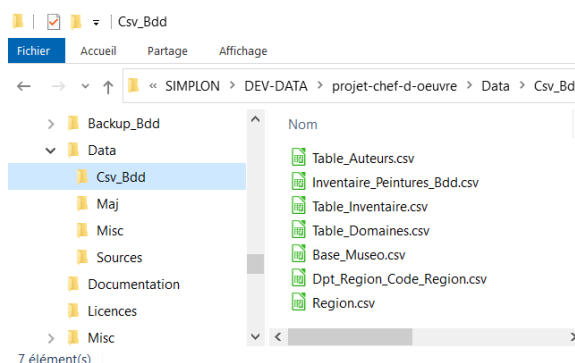 Csv_Bdd
Fichier Accueil Partage Affichage
« SIMPLON > DEV-DATA > projet-chef-d-oeuvre > Data > Csv_Bd
Backup_Bdd
Data
Csv_Bdd
Maj
Misc
Sources
Documentation
Licences
Misc
Nom
Table_Auteurs.csv
Inventaire_Peintures_Bdd.csv
Table_Inventaire.csv
Table_Domaines.csv
Base_Museo.csv
Dpt_Region_Code_Region.csv
Region.csv
7 élément(s)